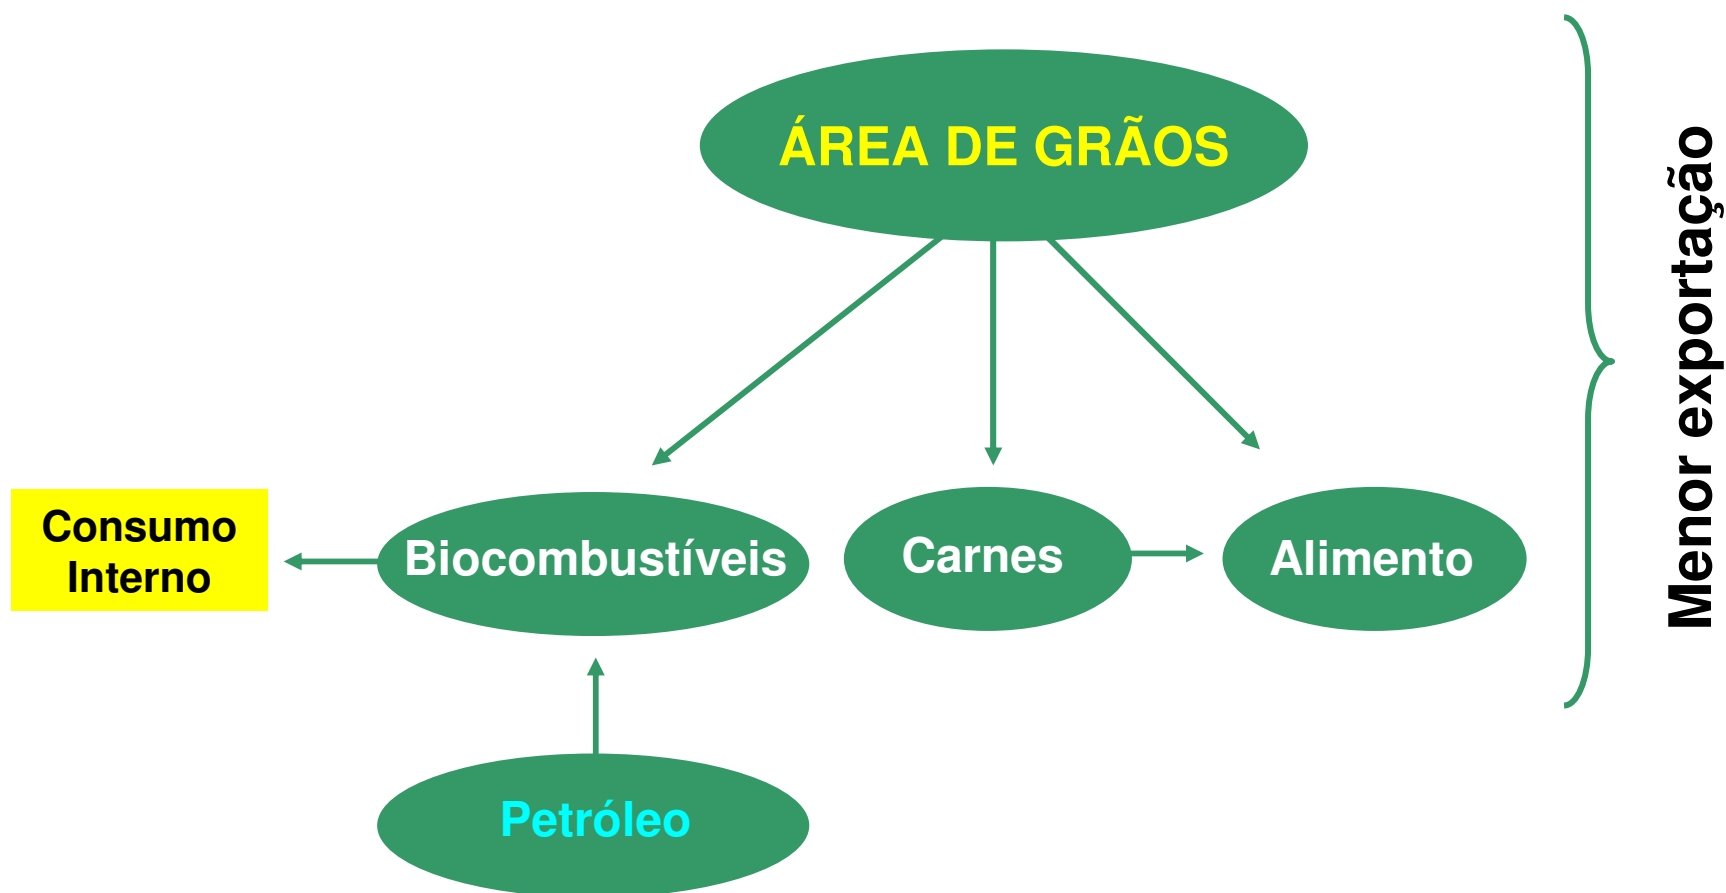 ÁREA DE GRÃOS
Menor exportação
Consumo
Interno
Biocombustíveis
Carnes
Alimento
Petróleo